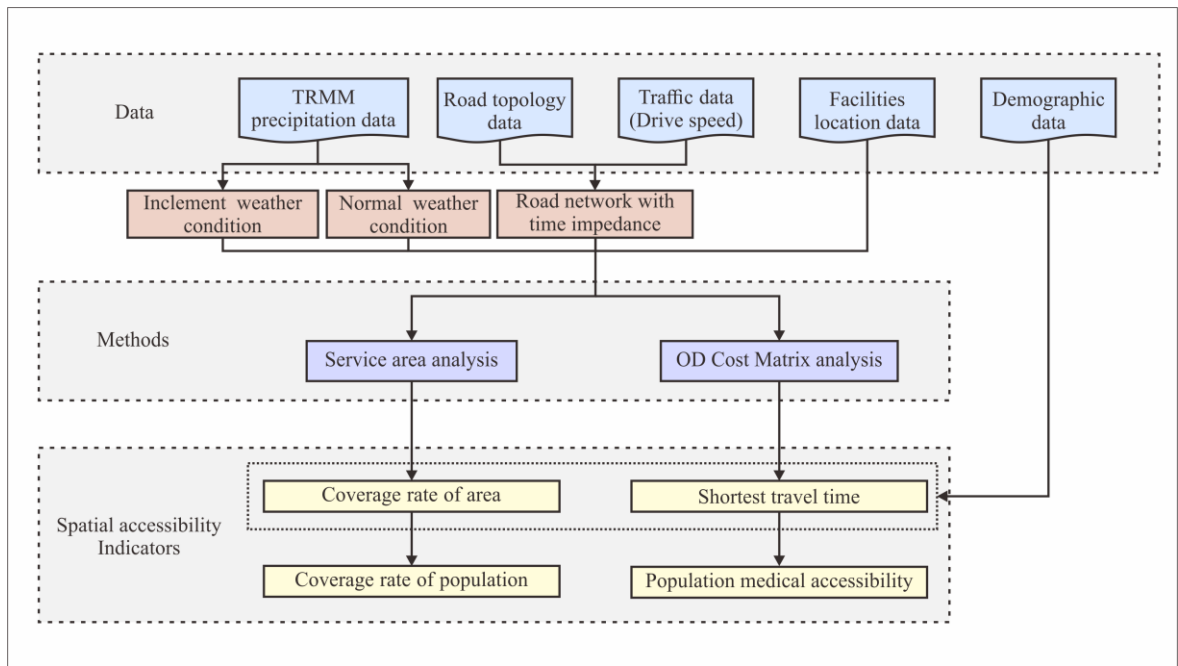 Data
TRMM
precipitation data
Road topology
data
Traffic data
(Drive speed)
Facilities
location data
Demographic
data
Inclement weather
condition
Normal weather
condition
Road network with
time impedance
Methods
Service area analysis
OD Cost Matrix analysis
Spatial accessibility
Indicators
Coverage rate of area
Shortest travel time
Coverage rate of population
Population medical accessibility